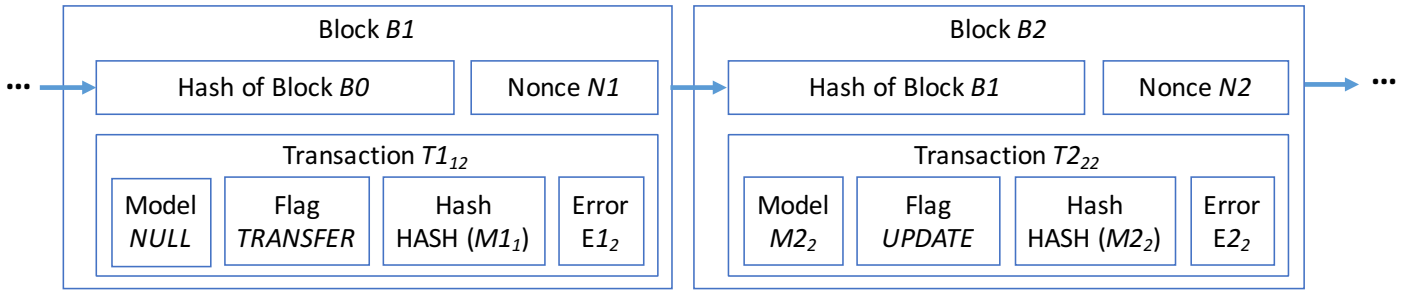 Block B1
Block B2
...
Hash of Block B0
Nonce N1
Hash of Block B1
Nonce N2
...
Transaction T1₁₂
Transaction T2₂₂
Model
NULL
Flag
TRANSFER
Hash
HASH (M1₁)
Error
E1₂
Model
M2₂
Flag
UPDATE
Hash
HASH (M2₂)
Error
E2₂